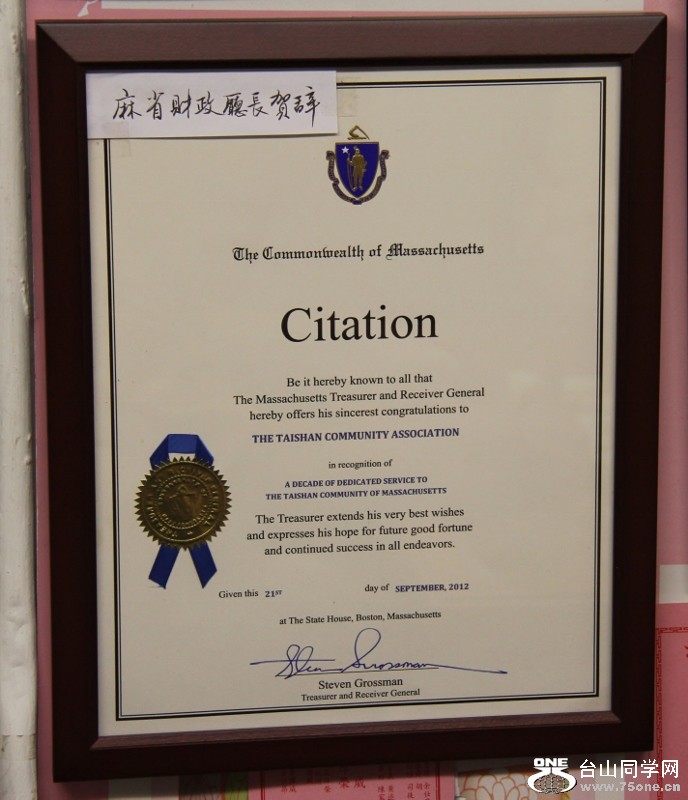 麻省財政廳長贺辞
The Commonwealth of Massachusetts
Citation
Be it hereby known to all that
The Massachusetts Treasurer and Receiver General
hereby offers his sincerest congratulations to
THE TAISHAN COMMUNITY ASSOCIATION
in recognition of
A DECADE OF DEDICATED SERVICE TO
THE TAISHAN COMMUNITY OF MASSACHUSETTS
The Treasurer extends his very best wishes
and expresses his hope for future good fortune
and continued success in all endeavors.
Given this 21ST day of SEPTEMBER, 2012
at The State House, Boston, Massachusetts
Steven Grossman
Steven Grossman
Treasurer and Receiver General
ONE 台山同学网
www.75one.cn